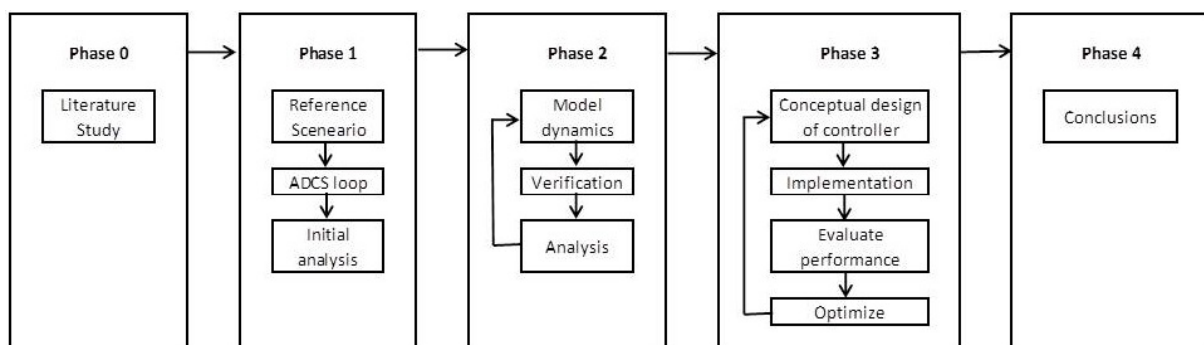 Phase 0
Literature
Study
Phase 1
Reference
Sceneario
ADCS loop
Initial
analysis
Phase 2
Model
dynamics
Verification
Analysis
Phase 3
Conceptual design
of controller
Implementation
Evaluate
performance
Optimize
Phase 4
Conclusions